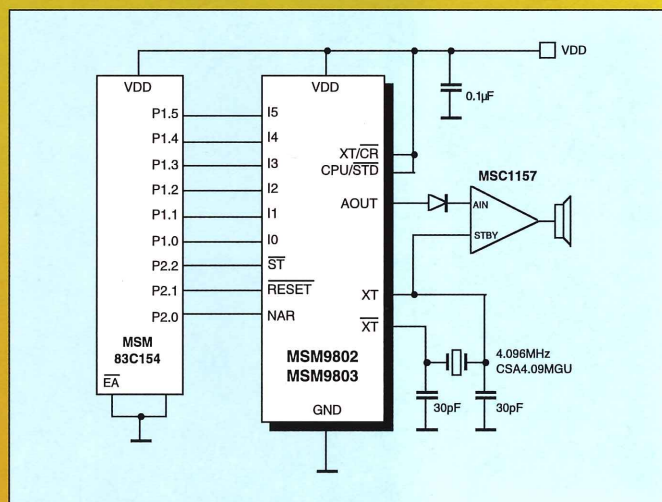 VDD
VDD
VDD
0.1µF
P1.5
I5
P1.4
I4
P1.3
I3
XT/CR
P1.2
I2
CPU/STD
MSC1157
P1.1
I1
AOUT
AIN
P1.0
I0
STBY
P2.2
ST
P2.1
RESET
XT
P2.0
NAR
XT
MSM
83C154
MSM9802
MSM9803
4.096MHz
CSA4.09MGU
EA
GND
30pF
30pF